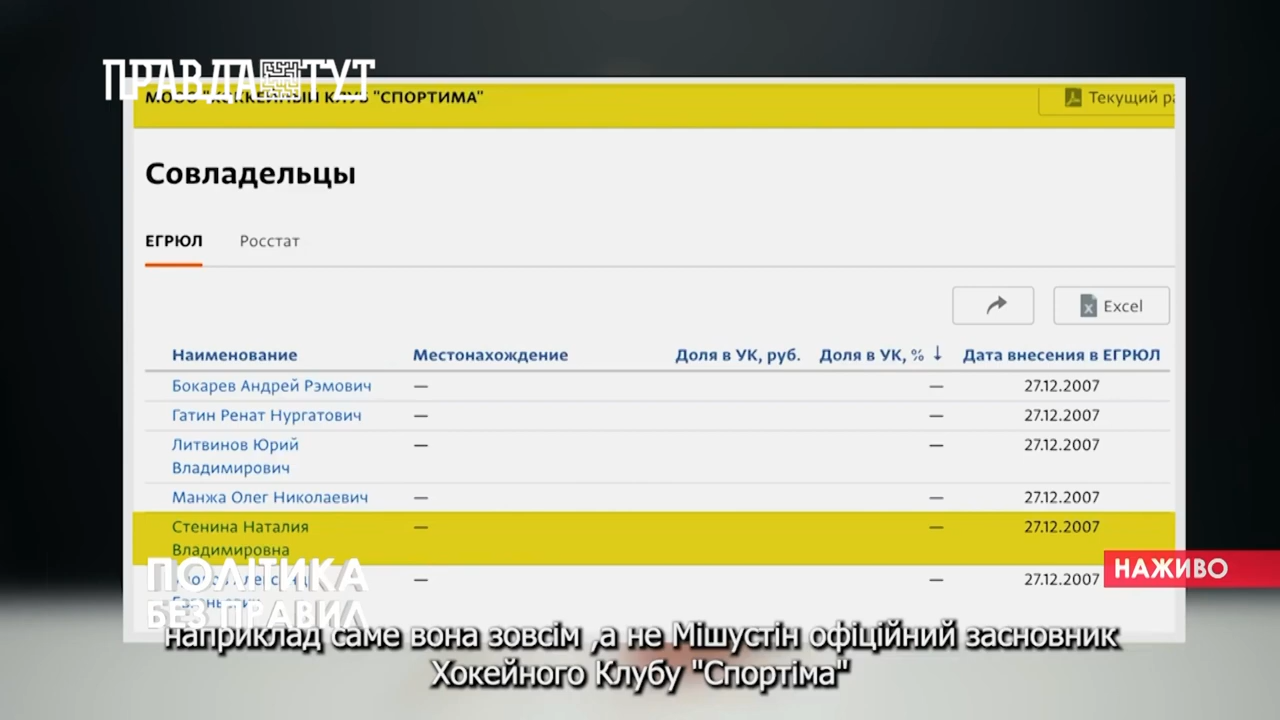 ПРАВДА ТУТ
МООО "ХОККЕЙНЫЙ КЛУБ "СПОРТИМА"
Текущий
Совладельцы
ЕГРЮЛ Росстат
Excel
Наименование Местонахождение Доля в УК, руб. Доля в УК, % ↓ Дата внесения в ЕГРЮЛ
Бокарев Андрей Рэмович — — 27.12.2007
Гатин Ренат Нургатович — — 27.12.2007
Литвинов Юрий — — 27.12.2007
Владимирович
Манжа Олег Николаевич — — 27.12.2007
Стенина Наталия — — 27.12.2007
Владимировна
— — 27.12.2007
ПОЛІТИКА
БЕЗ ПРАВИЛ
НАЖИВО
наприклад саме вона зовсім ,а не Мішустін офіційний засновник
Хокейного Клубу "Спортіма"